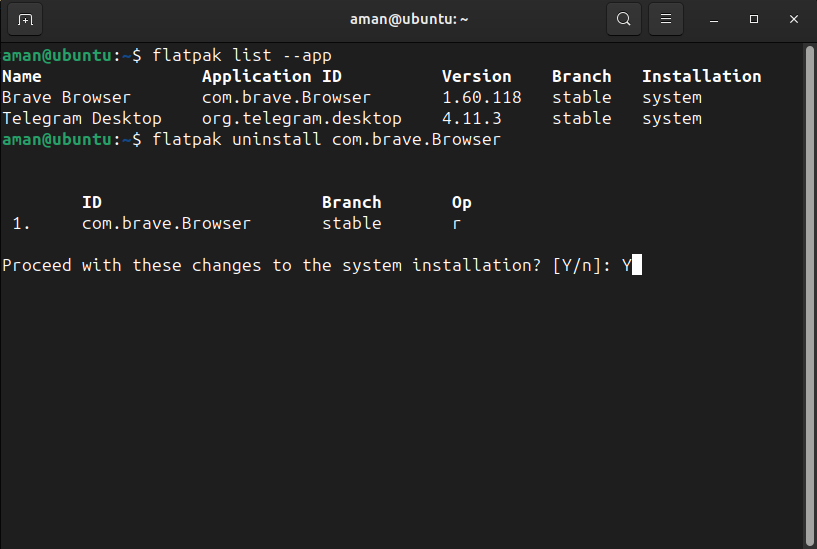 aman@ubuntu: ~
aman@ubuntu:~$ flatpak list --app
Name Application ID Version Branch Installation
Brave Browser com.brave.Browser 1.60.118 stable system
Telegram Desktop org.telegram.desktop 4.11.3 stable system
aman@ubuntu:~$ flatpak uninstall com.brave.Browser
ID Branch Op
1. com.brave.Browser stable r
Proceed with these changes to the system installation? [Y/n]: Y